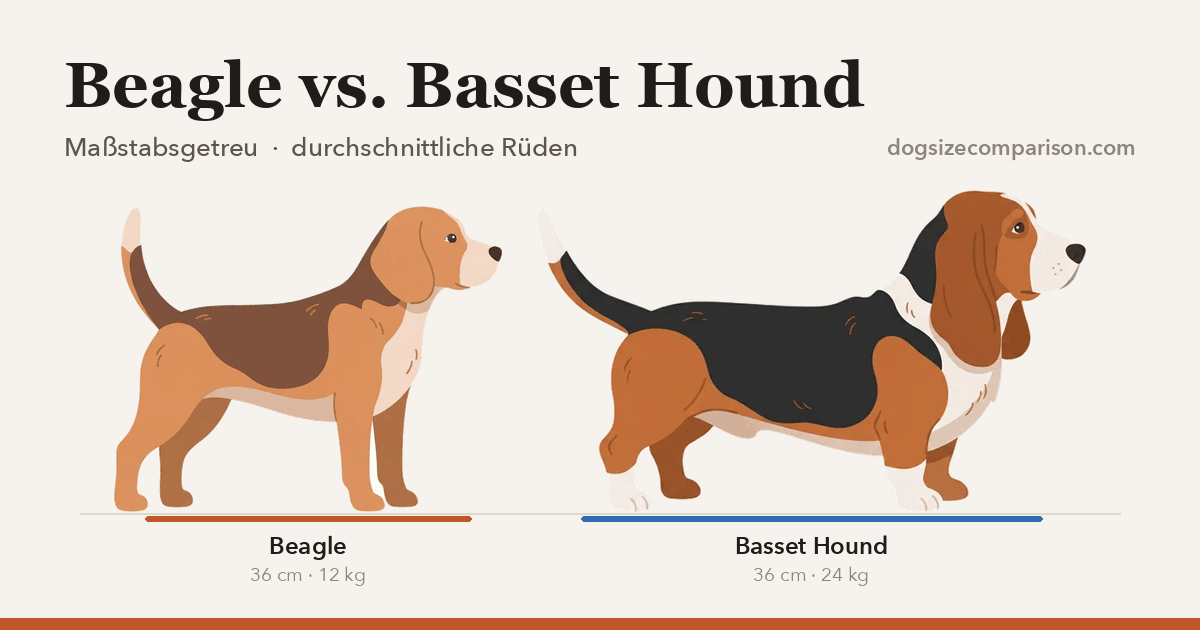 Beagle vs. Basset Hound
Maßstabsgetreu · durchschnittliche Rüden
dogsizecomparison.com
Beagle
36 cm · 12 kg
Basset Hound
36 cm · 24 kg